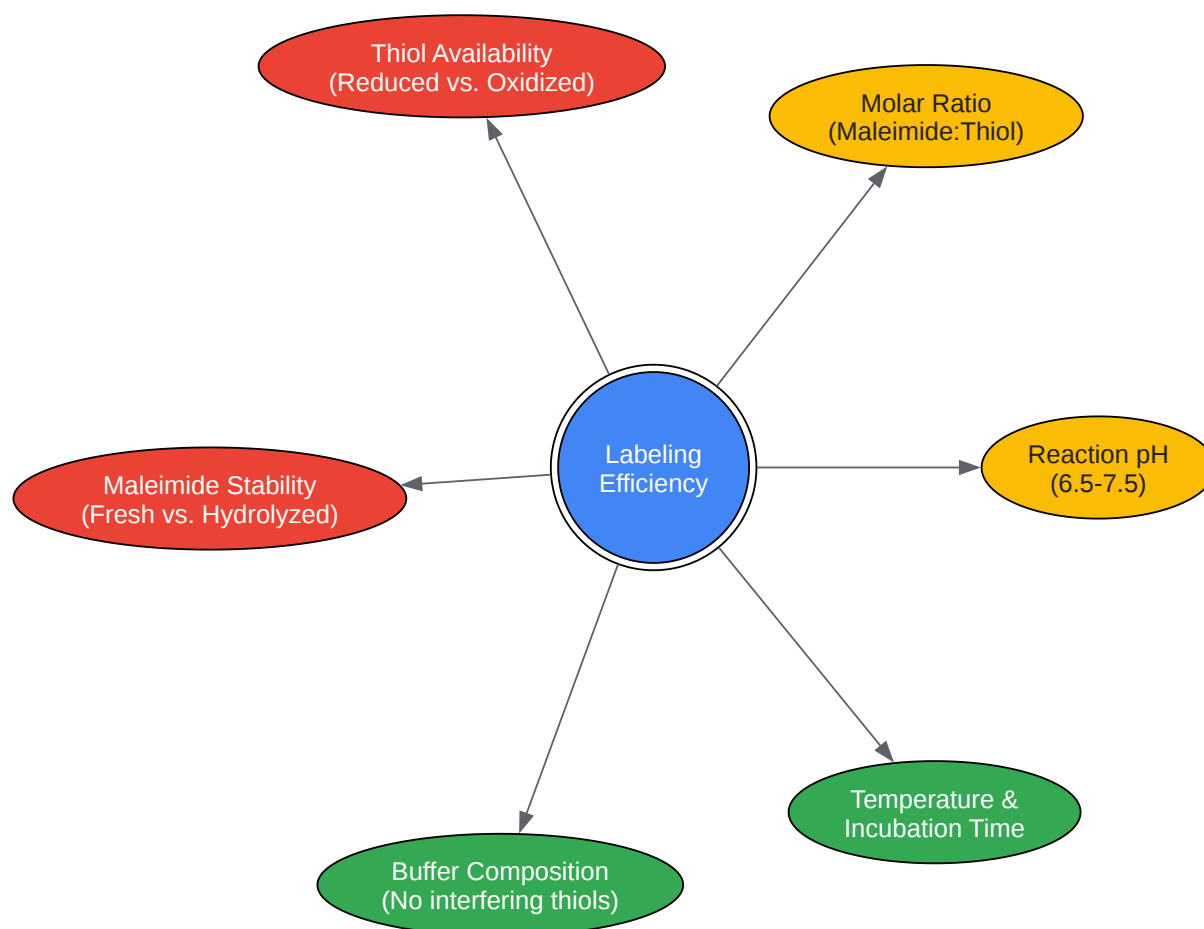 Thiol Availability
(Reduced vs. Oxidized)
Molar Ratio
(Maleimide:Thiol)
Labeling
Efficiency
Reaction pH
(6.5-7.5)
Maleimide Stability
(Fresh vs. Hydrolyzed)
Temperature &
Incubation Time
Buffer Composition
(No interfering thiols)